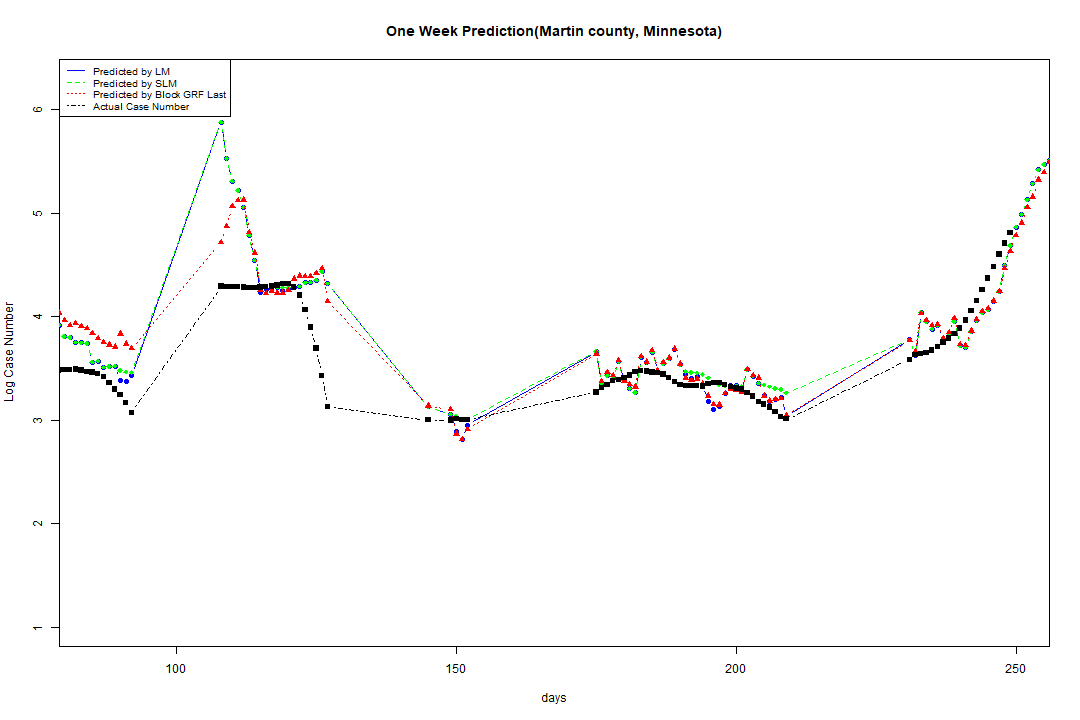 One Week Prediction(Martin county, Minnesota)
Predicted by LM
Predicted by SLM
Predicted by Block GRF Last
Actual Case Number
Log Case Number
6
5
4
3
2
1
100 150 200 250
days